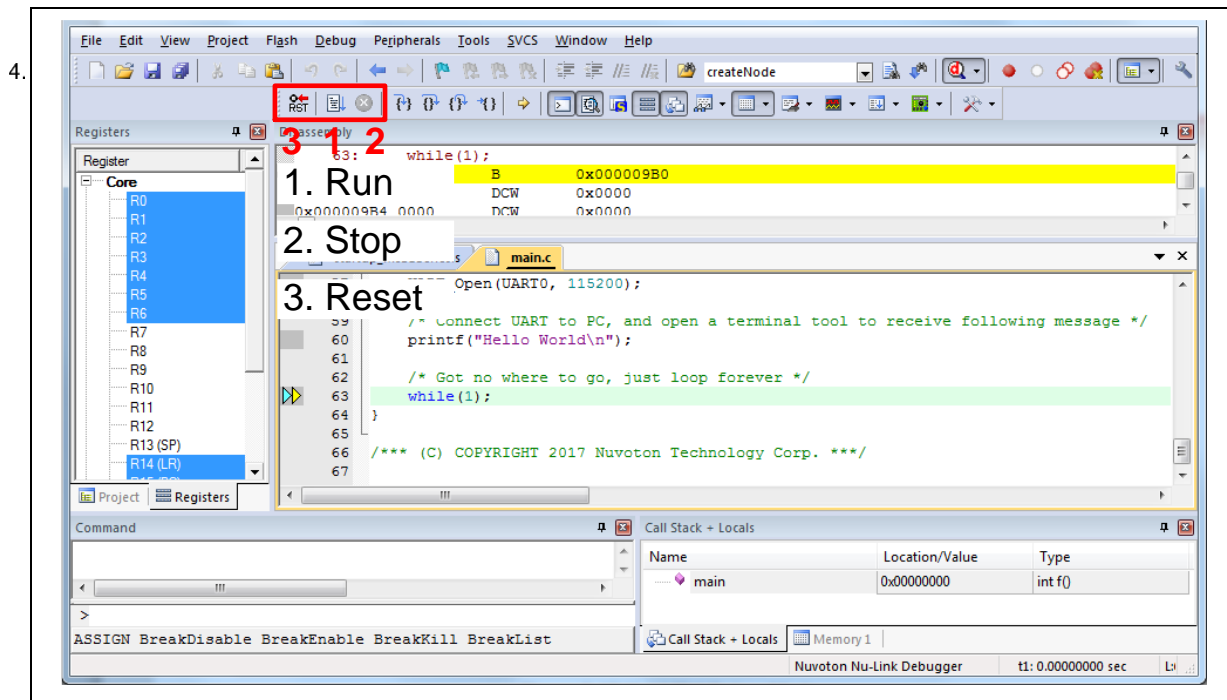 4.
File Edit View Project Flash Debug Peripherals Tools SVCS Window Help
createNode
RST
Registers
Disassembly
3 1 2
Register
Core
R0
R1
R2
R3
R4
R5
R6
R7
R8
R9
R10
R11
R12
R13 (SP)
R14 (LR)
R15 (PC)
Project Registers
63: while(1);
B 0x000009B0
DCW 0x0000
0x000009B4 0000 DCW 0x0000
1. Run
2. Stop
3. Reset
main.c
Open(UART0, 115200);
59 /* Connect UART to PC, and open a terminal tool to receive following message */
60 printf("Hello World\n");
61
62 /* Got no where to go, just loop forever */
63 while(1);
64 }
65
66 /*** (C) COPYRIGHT 2017 Nuvoton Technology Corp. ***/
67
Command
>
ASSIGN BreakDisable BreakEnable BreakKill BreakList
Call Stack + Locals
Name Location/Value Type
main 0x00000000 int f()
Call Stack + Locals Memory 1
Nuvoton Nu-Link Debugger t1: 0.00000000 sec